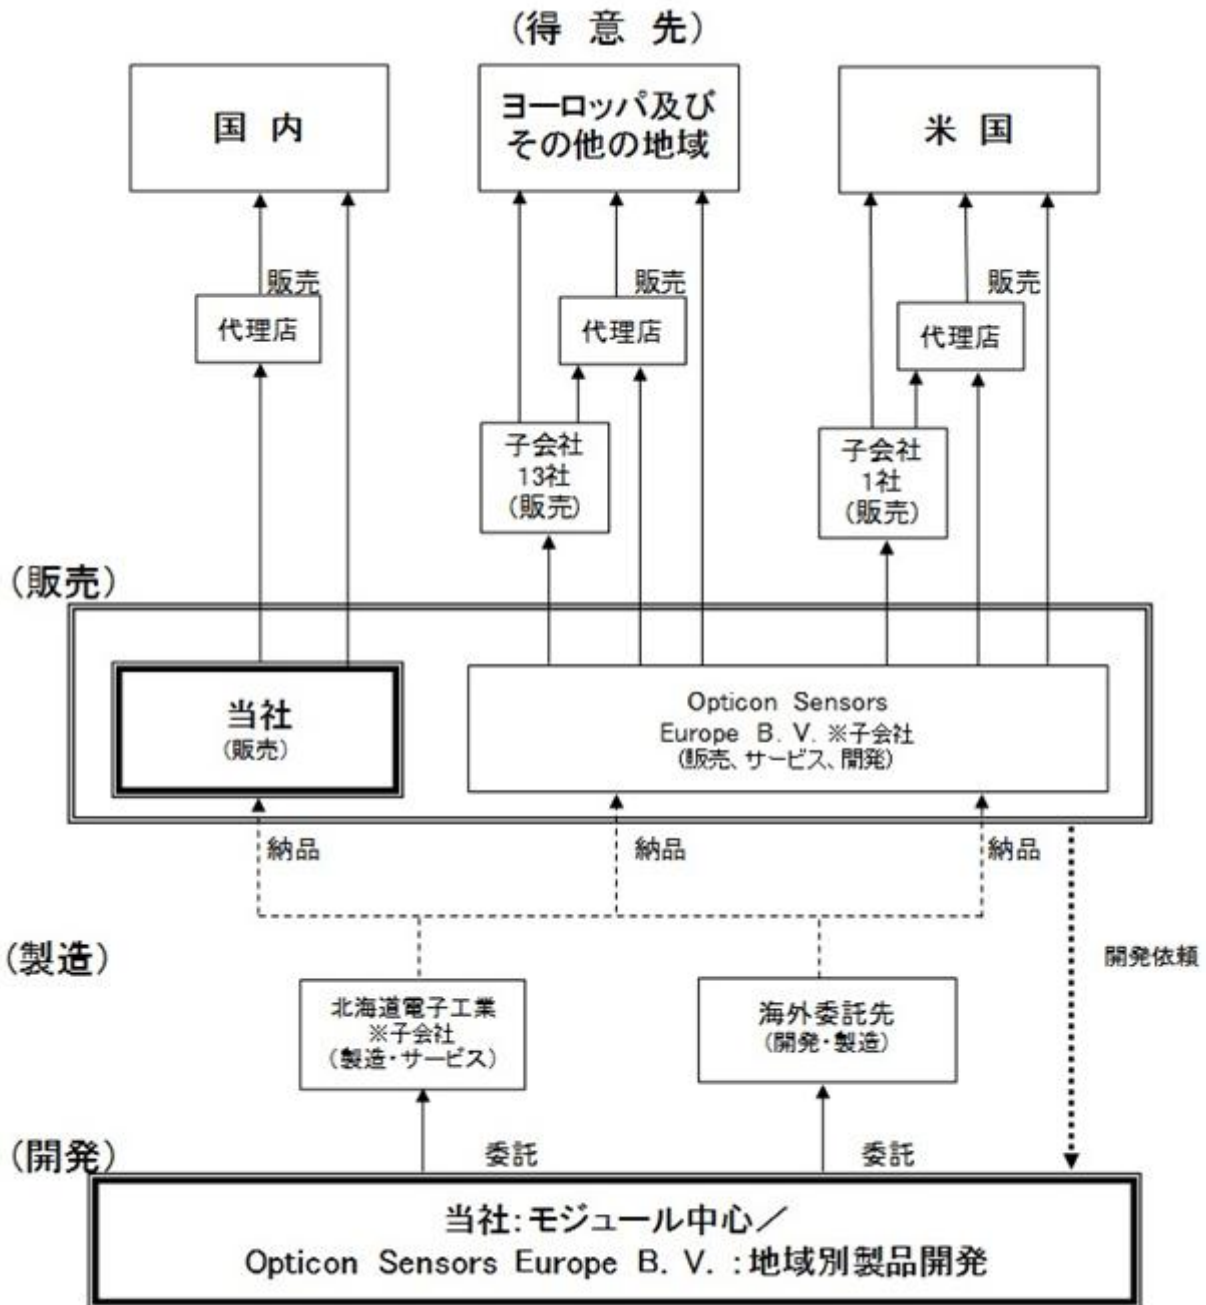 (得 意 先)
国 内
ヨーロッパ及び
その他の地域
米 国
販売
販売
販売
代理店
代理店
代理店
子会社
13社
(販売)
子会社
1社
(販売)
(販売)
当社
(販売)
Opticon Sensors
Europe B. V. ※子会社
(販売、サービス、開発)
納品
納品
納品
(製造)
開発依頼
北海道電子工業
※子会社
(製造・サービス)
海外委託先
(開発・製造)
(開発)
委託
委託
当社:モジュール中心/
Opticon Sensors Europe B. V. :地域別製品開発